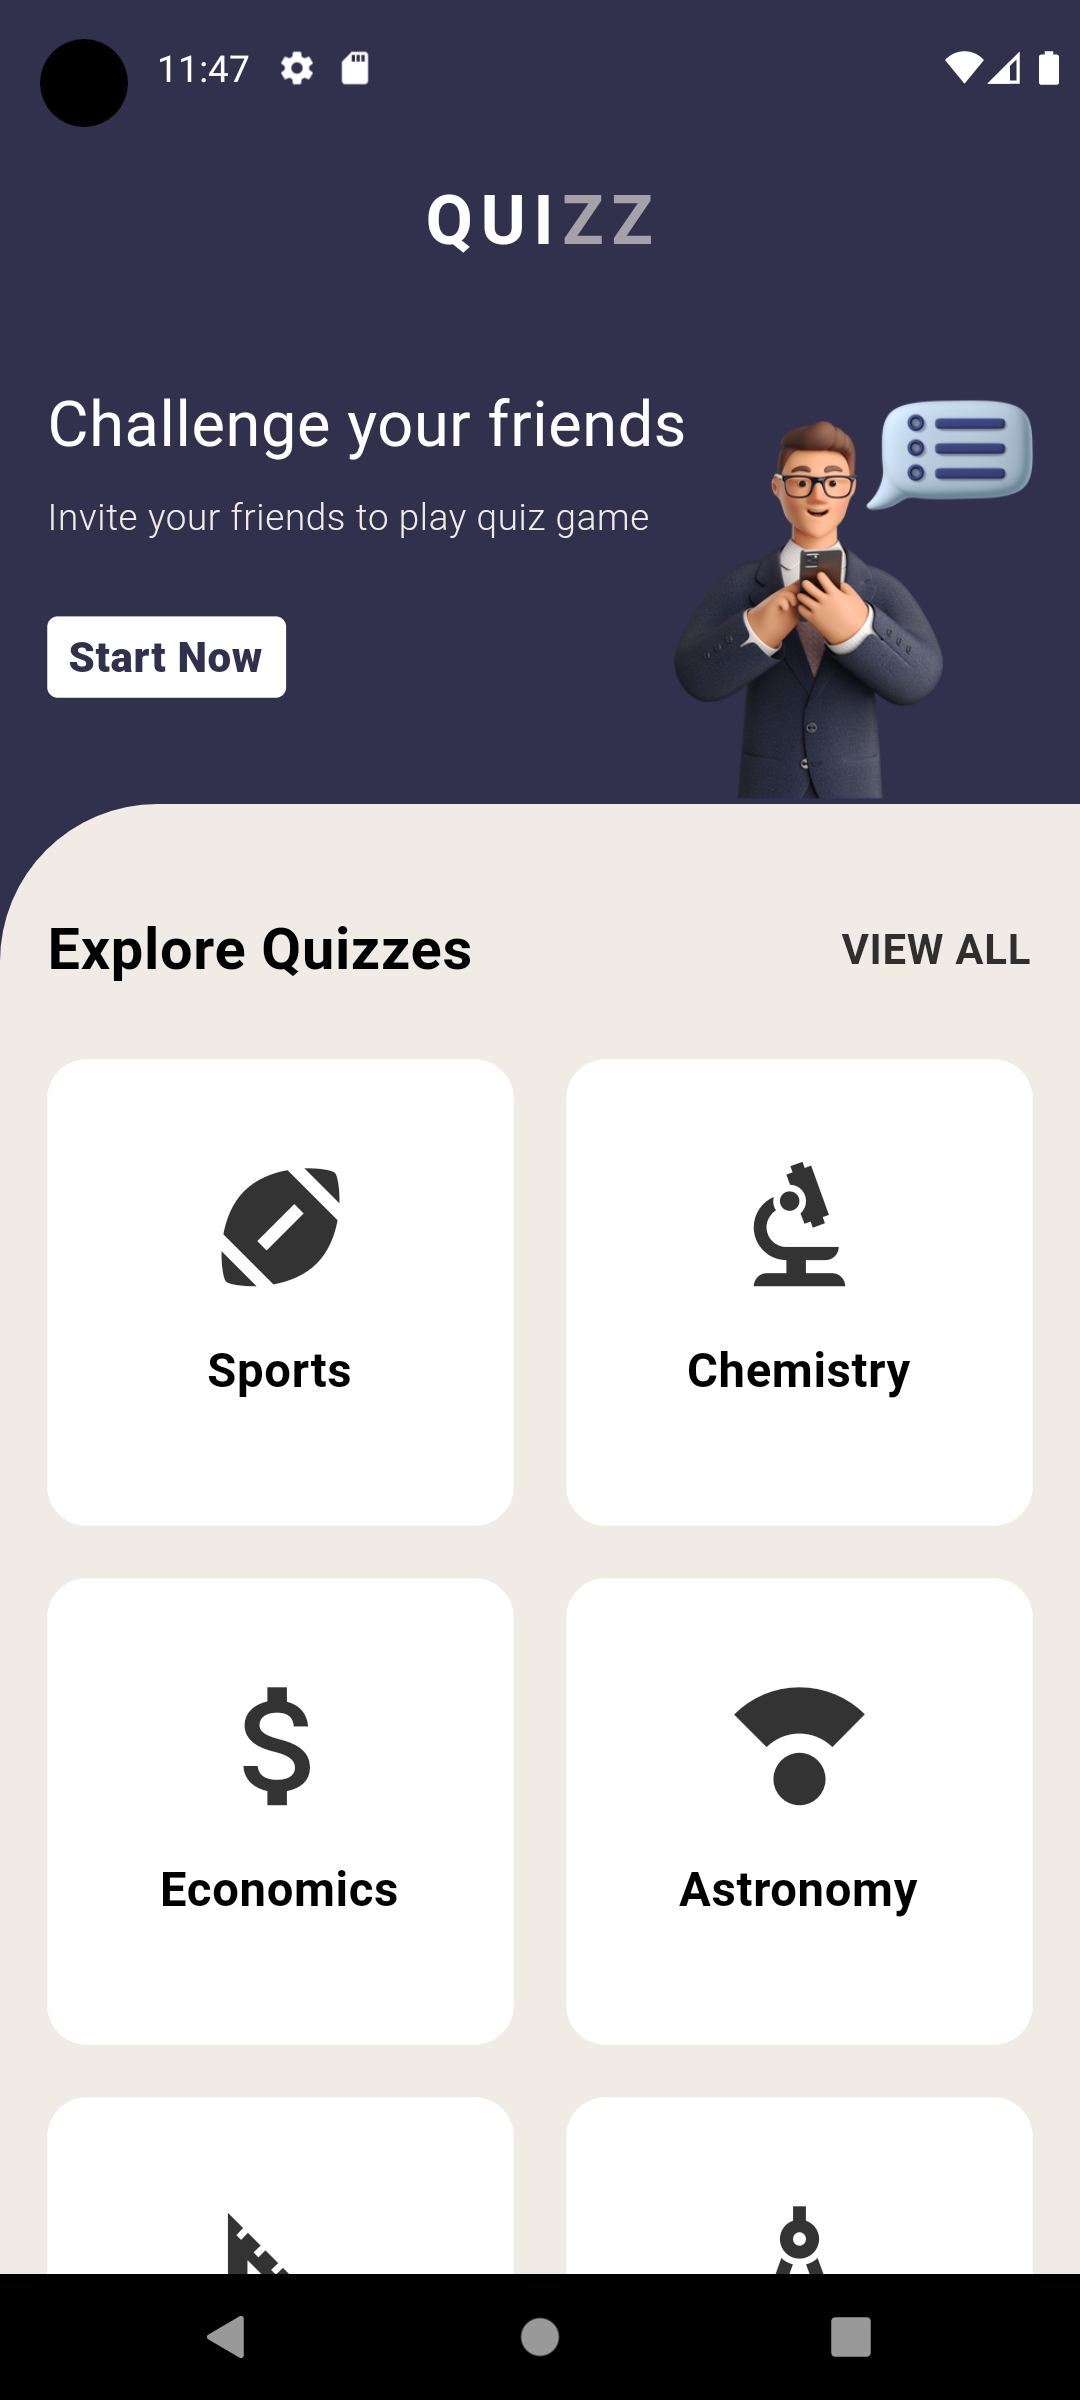 11:47
QUIZZ
Challenge your friends
Invite your friends to play quiz game
Start Now
Explore Quizzes
VIEW ALL
Sports
Chemistry
Economics
Astronomy